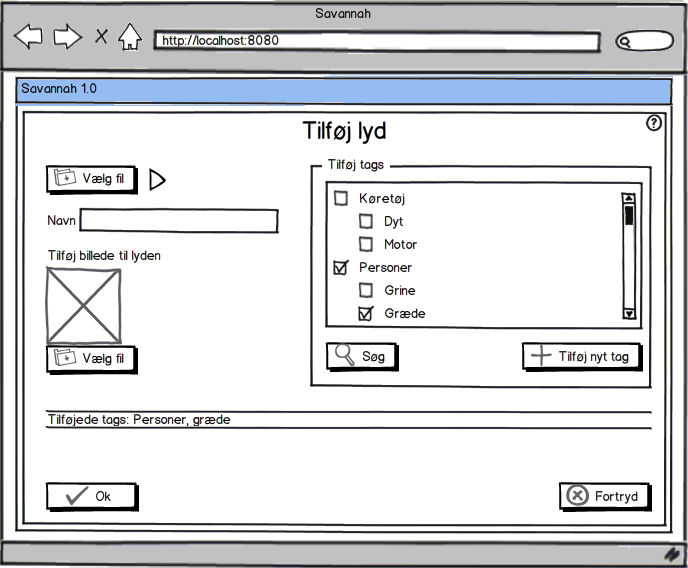 Savannah
http://localhost:8080
Savannah 1.0
Tilføj lyd
?
Vælg fil
Navn
Tilføj billede til lyden
Vælg fil
Tilføj tags
Køretøj
Dyt
Motor
Personer
Grine
Græde
Søg
Tilføj nyt tag
Tilføjede tags: Personer, græde
Ok
Fortryd